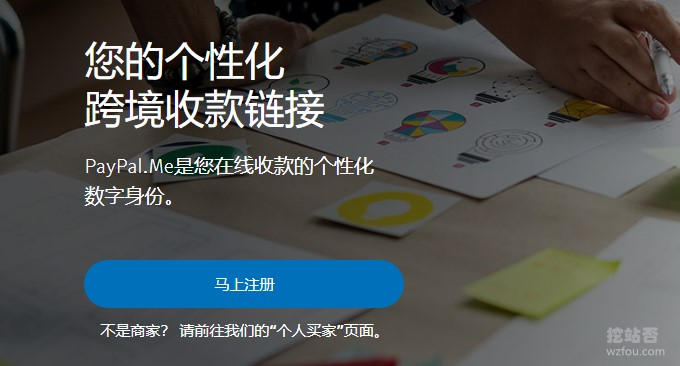 您的个性化
跨境收款链接
PayPal.Me是您在线收款的个性化
数字身份。
马上注册
不是商家? 请前往我们的“个人买家”页面。
挖站否
wzfou.com